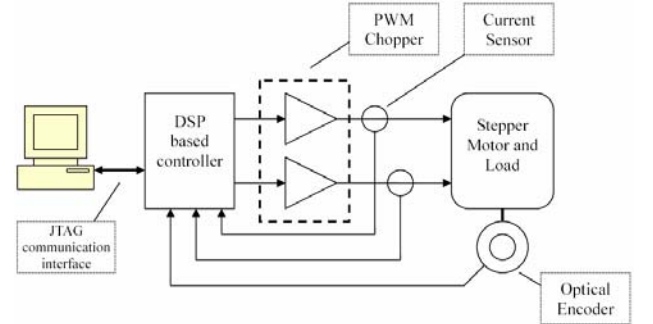 PWM
Chopper
Current
Sensor
DSP
based
controller
Stepper
Motor and
Load
JTAG
communication
interface
Optical
Encoder